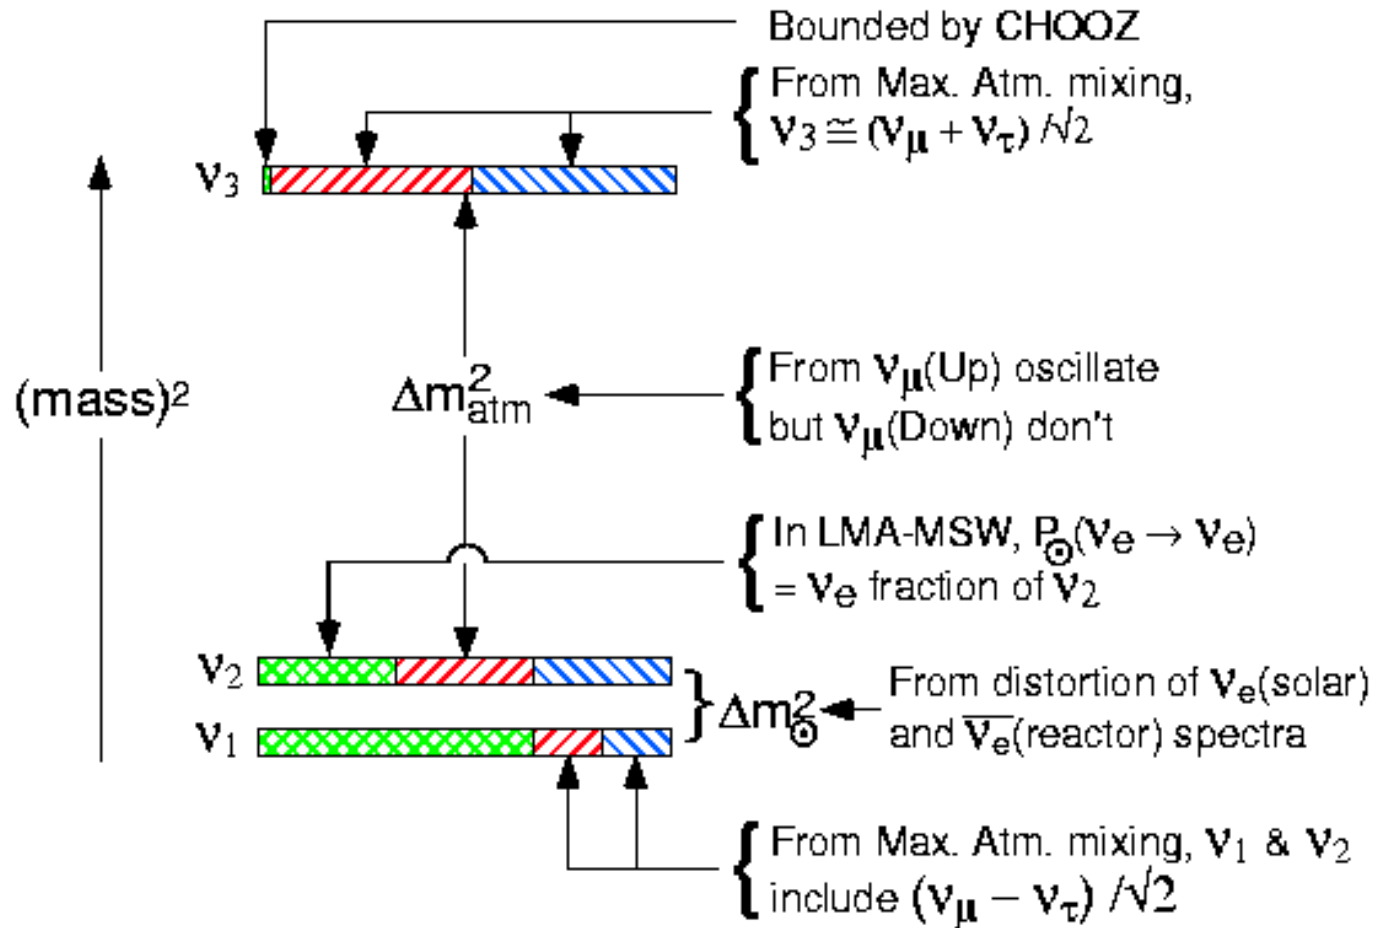 Bounded by CHOOZ
From Max. Atm. mixing,
ν₃ ≅ (νμ + ντ) /√2
ν₃
(mass)²
Δm²atm
From νμ(Up) oscillate
but νμ(Down) don't
In LMA-MSW, P⊙(νe → νe)
= νe fraction of ν₂
ν₂
ν₁
Δm²⊙
From distortion of νe(solar)
and ν̅e(reactor) spectra
From Max. Atm. mixing, ν₁ & ν₂
include (νμ − ντ) /√2